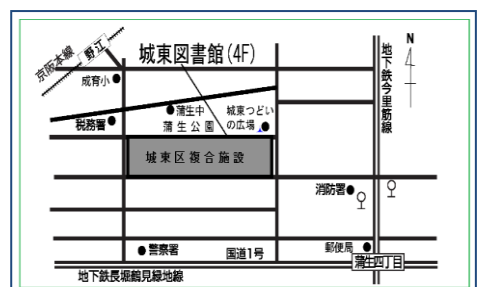 京阪本線
野江
城東図書館(4F)
N
地下鉄今里筋線
成育小
蒲生中
城東つどい
の広場
税務署
蒲生公園
城東区複合施設
消防署
警察署
国道1号
郵便局
蒲生四丁目
地下鉄長堀鶴見緑地線